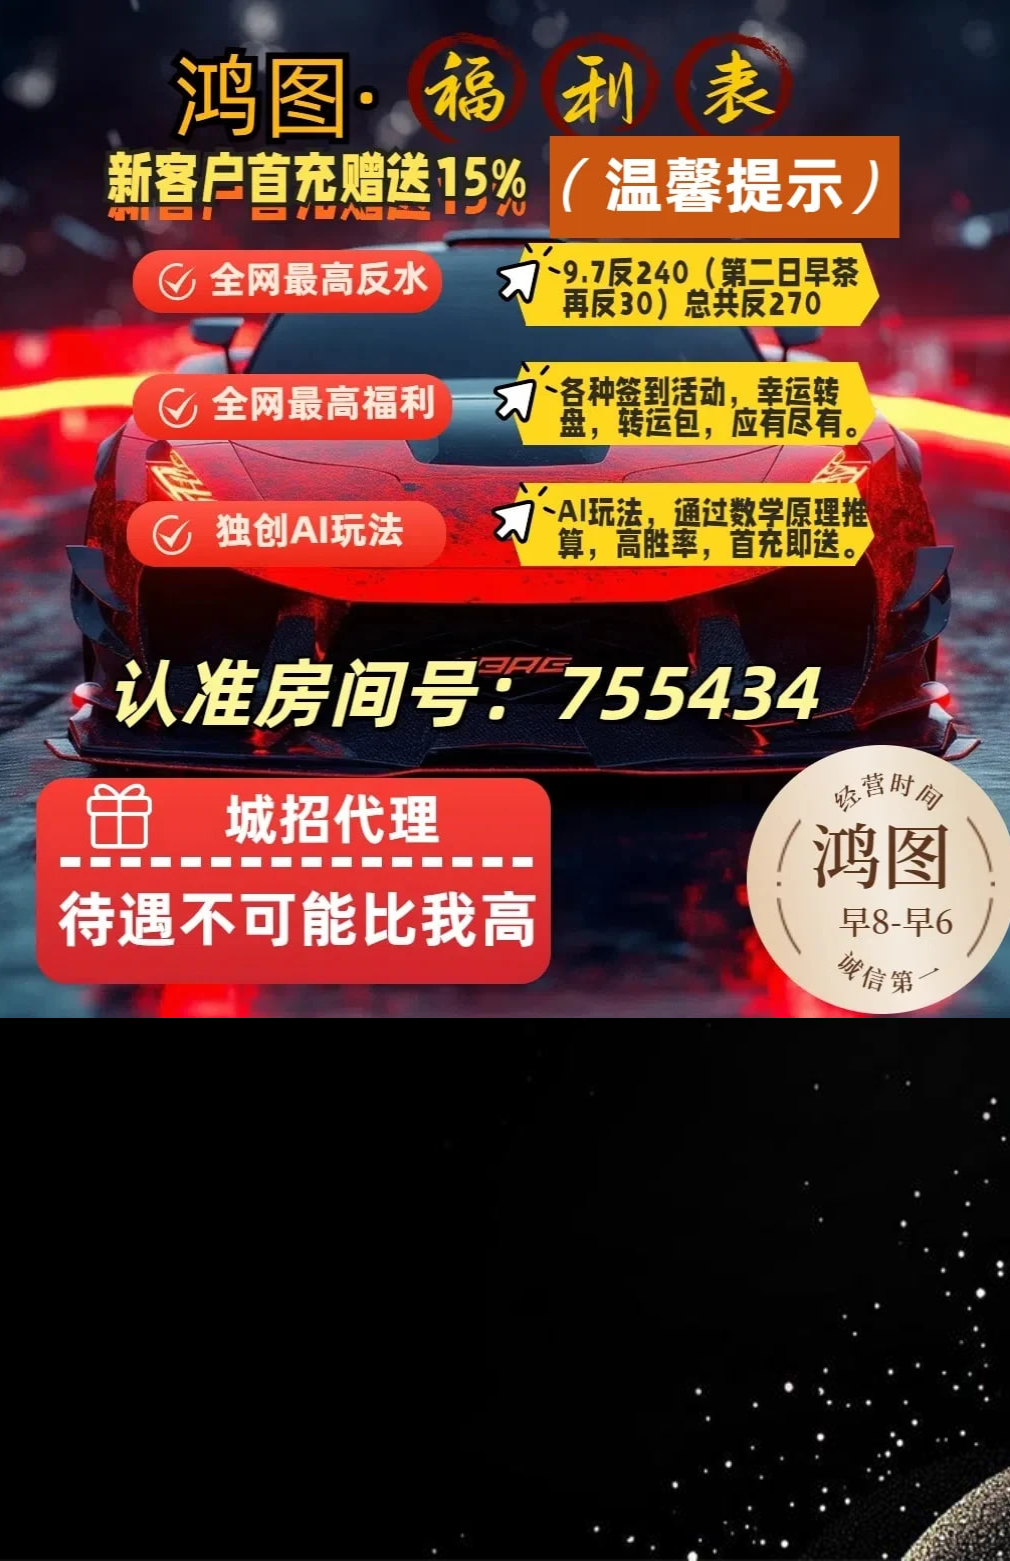 鸿图·福利表
新客户首充赠送15%
（温馨提示）
全网最高反水
9.7反240（第二日早茶
再反30）总共反270
全网最高福利
各种签到活动，幸运转
盘，转运包，应有尽有。
独创AI玩法
AI玩法，通过数学原理推
算，高胜率，首充即送。
认准房间号：755434
城招代理
待遇不可能比我高
经营时间
鸿图
早8-早6
诚信第一